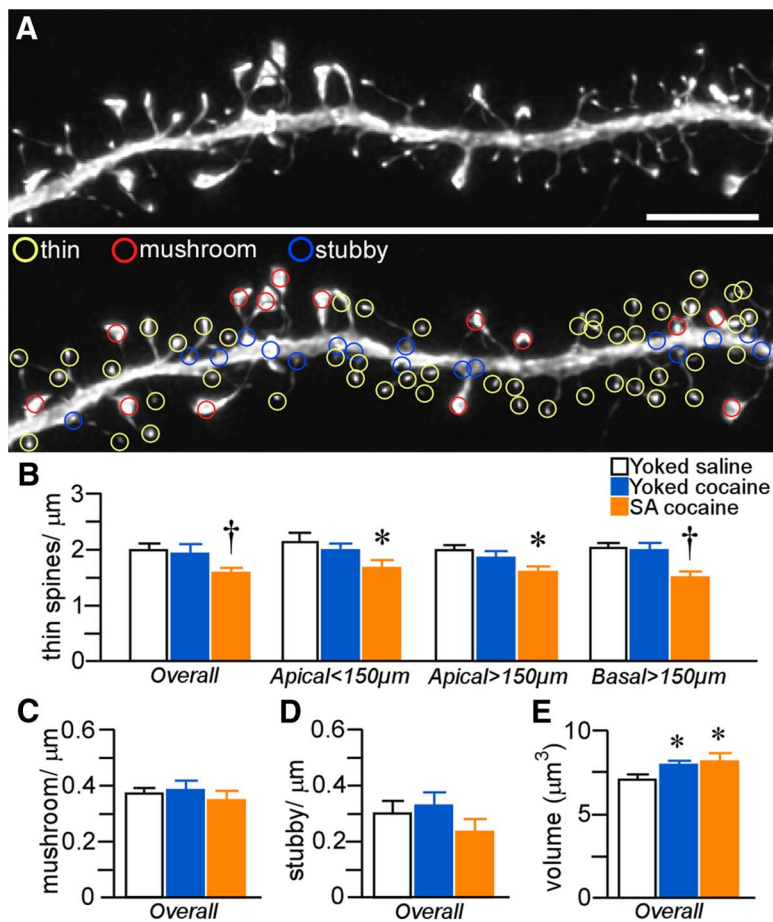 A
thin mushroom stubby
B
Yoked saline
Yoked cocaine
SA cocaine
thin spines/ μm
3
2
1
0
† * * †
Overall Apical<150μm Apical>150μm Basal>150μm
C
mushroom/ μm
0.6
0.4
0.2
0
Overall
D
stubby/ μm
0.6
0.4
0.2
0
Overall
E
volume (μm³)
10
5
0
* *
Overall